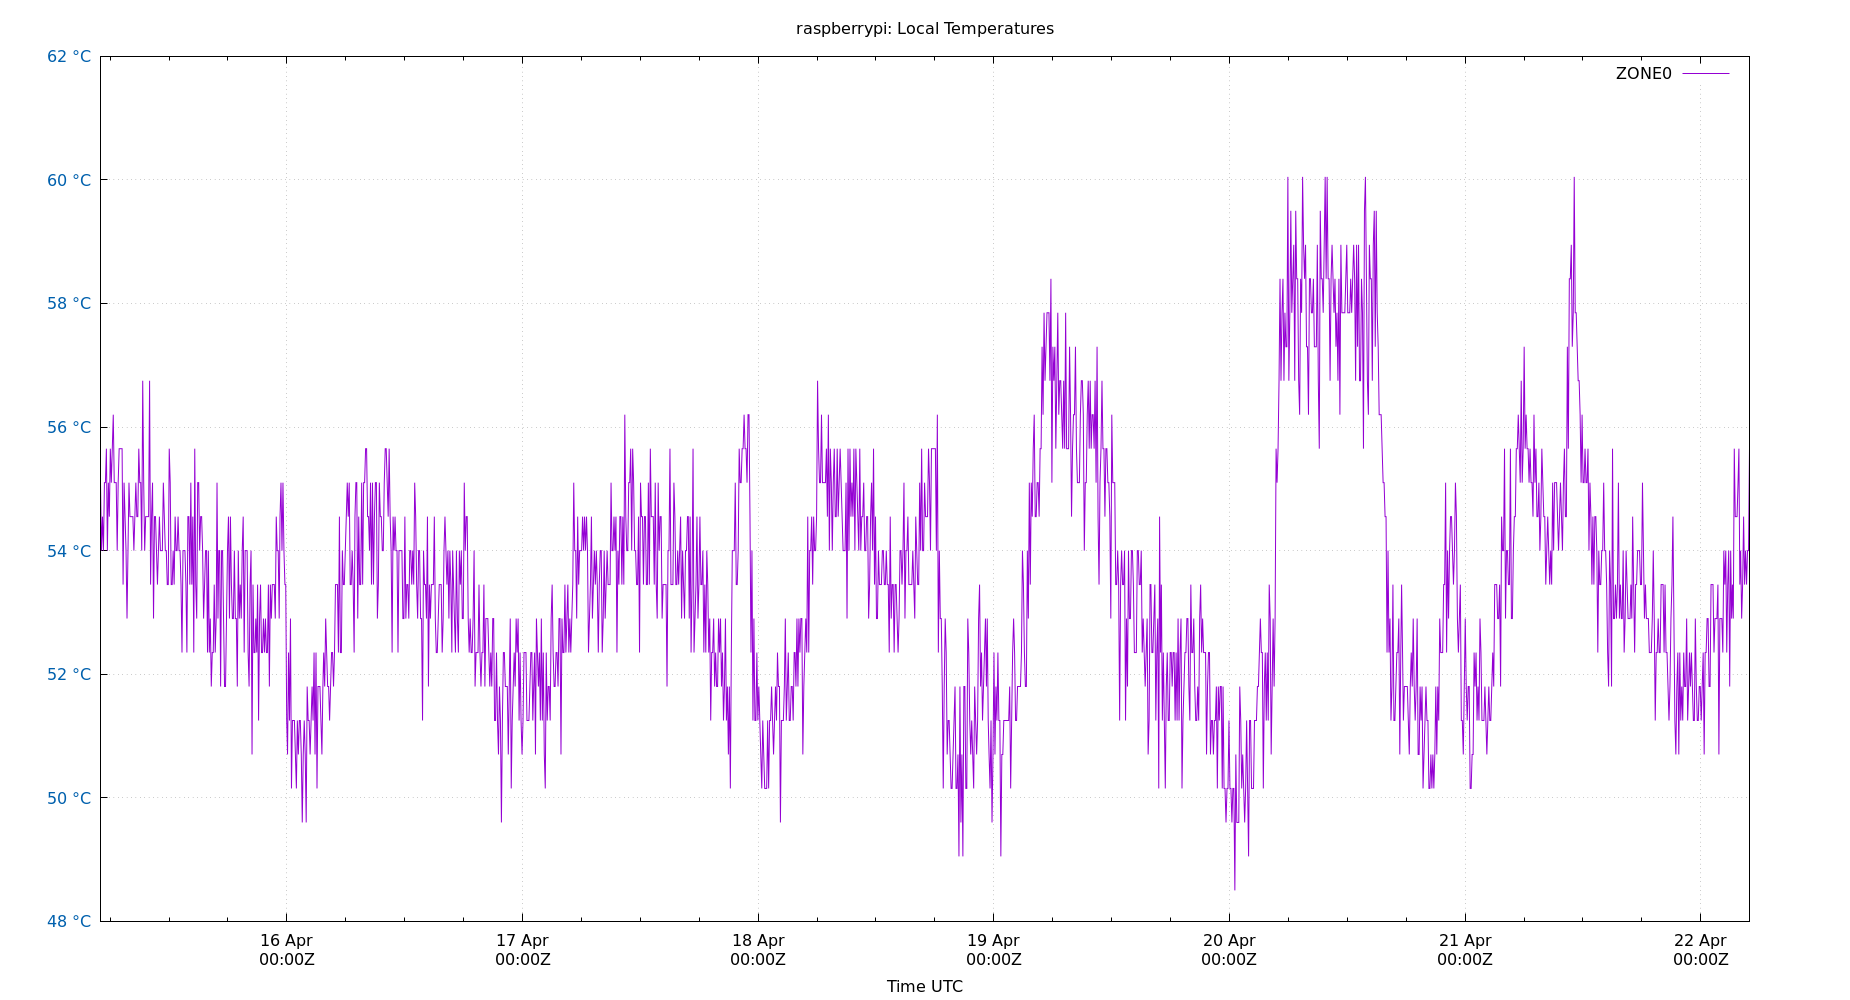 raspberrypi: Local Temperatures
62 °C
ZONE0
60 °C
58 °C
56 °C
54 °C
52 °C
50 °C
48 °C
16 Apr 17 Apr 18 Apr 19 Apr 20 Apr 21 Apr 22 Apr
00:00Z 00:00Z 00:00Z 00:00Z 00:00Z 00:00Z 00:00Z
Time UTC